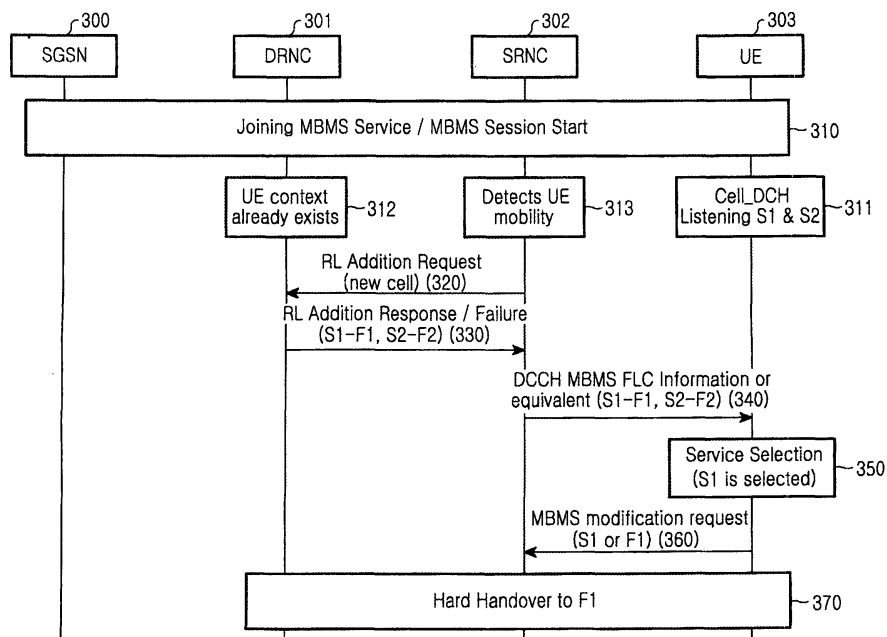 300
301
302
303
SGSN
DRNC
SRNC
UE
Joining MBMS Service / MBMS Session Start
310
UE context
already exists
312
Detects UE
mobility
313
Cell_DCH
Listening S1 & S2
311
RL Addition Request
(new cell) (320)
RL Addition Response / Failure
(S1-F1, S2-F2) (330)
DCCH MBMS FLC Information or
equivalent (S1-F1, S2-F2) (340)
Service Selection
(S1 is selected)
350
MBMS modification request
(S1 or F1) (360)
Hard Handover to F1
370